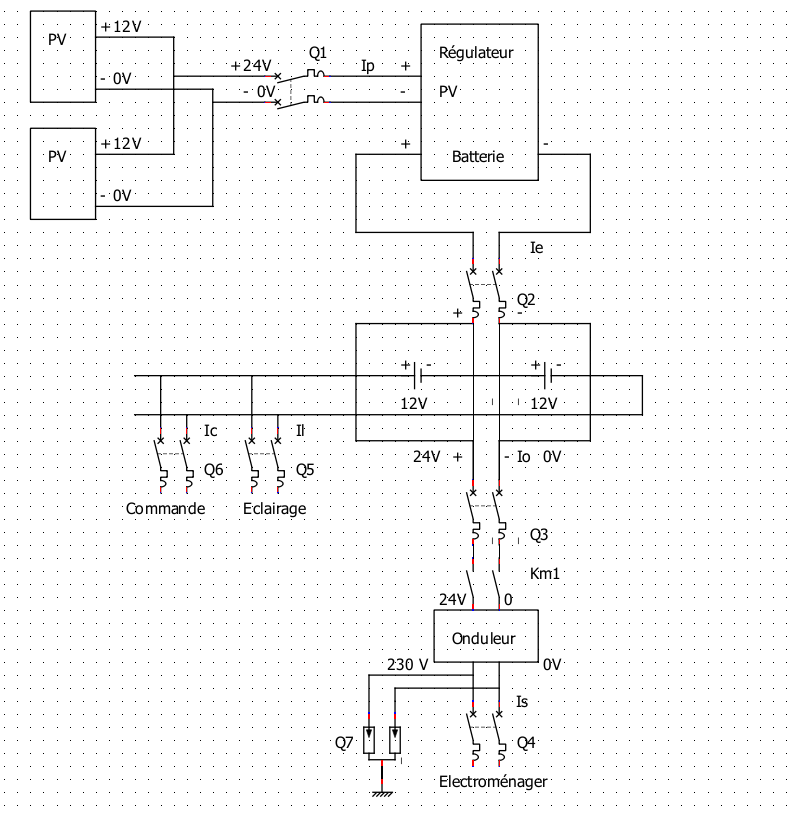 PV
+12V
- 0V
PV
+12V
- 0V
+24V
- 0V
Q1
Ip
+
-
Régulateur
PV
Batterie
+
-
Ie
Q2
+
-
+
-
12V
+
-
12V
Ic
Q6
Il
Q5
Commande
Eclairage
24V
+
-
Io
0V
Q3
Km1
24V
0
Onduleur
230 V
0V
Is
Q7
Q4
Electroménager